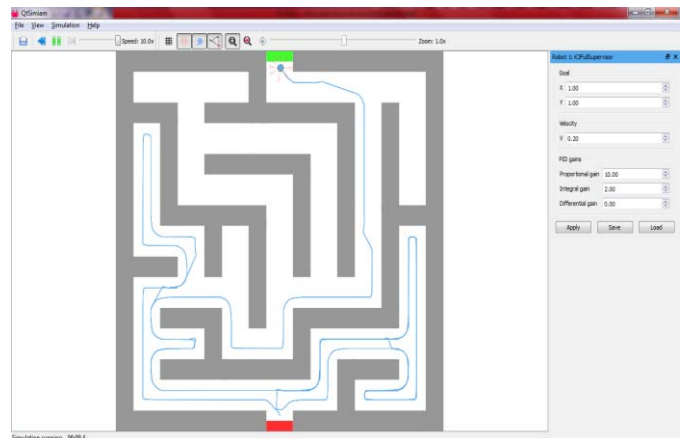 QtSimiam
File View Simulation Help
Speed: 10.0x
Zoom: 1.0x
Robot 1: K3FullSupervisor
Goal
X 1.00
Y 1.00
Velocity
V 0.20
PID gains
Proportional gain 10.00
Integral gain 2.00
Differential gain 0.00
Apply Save Load
Simulation running